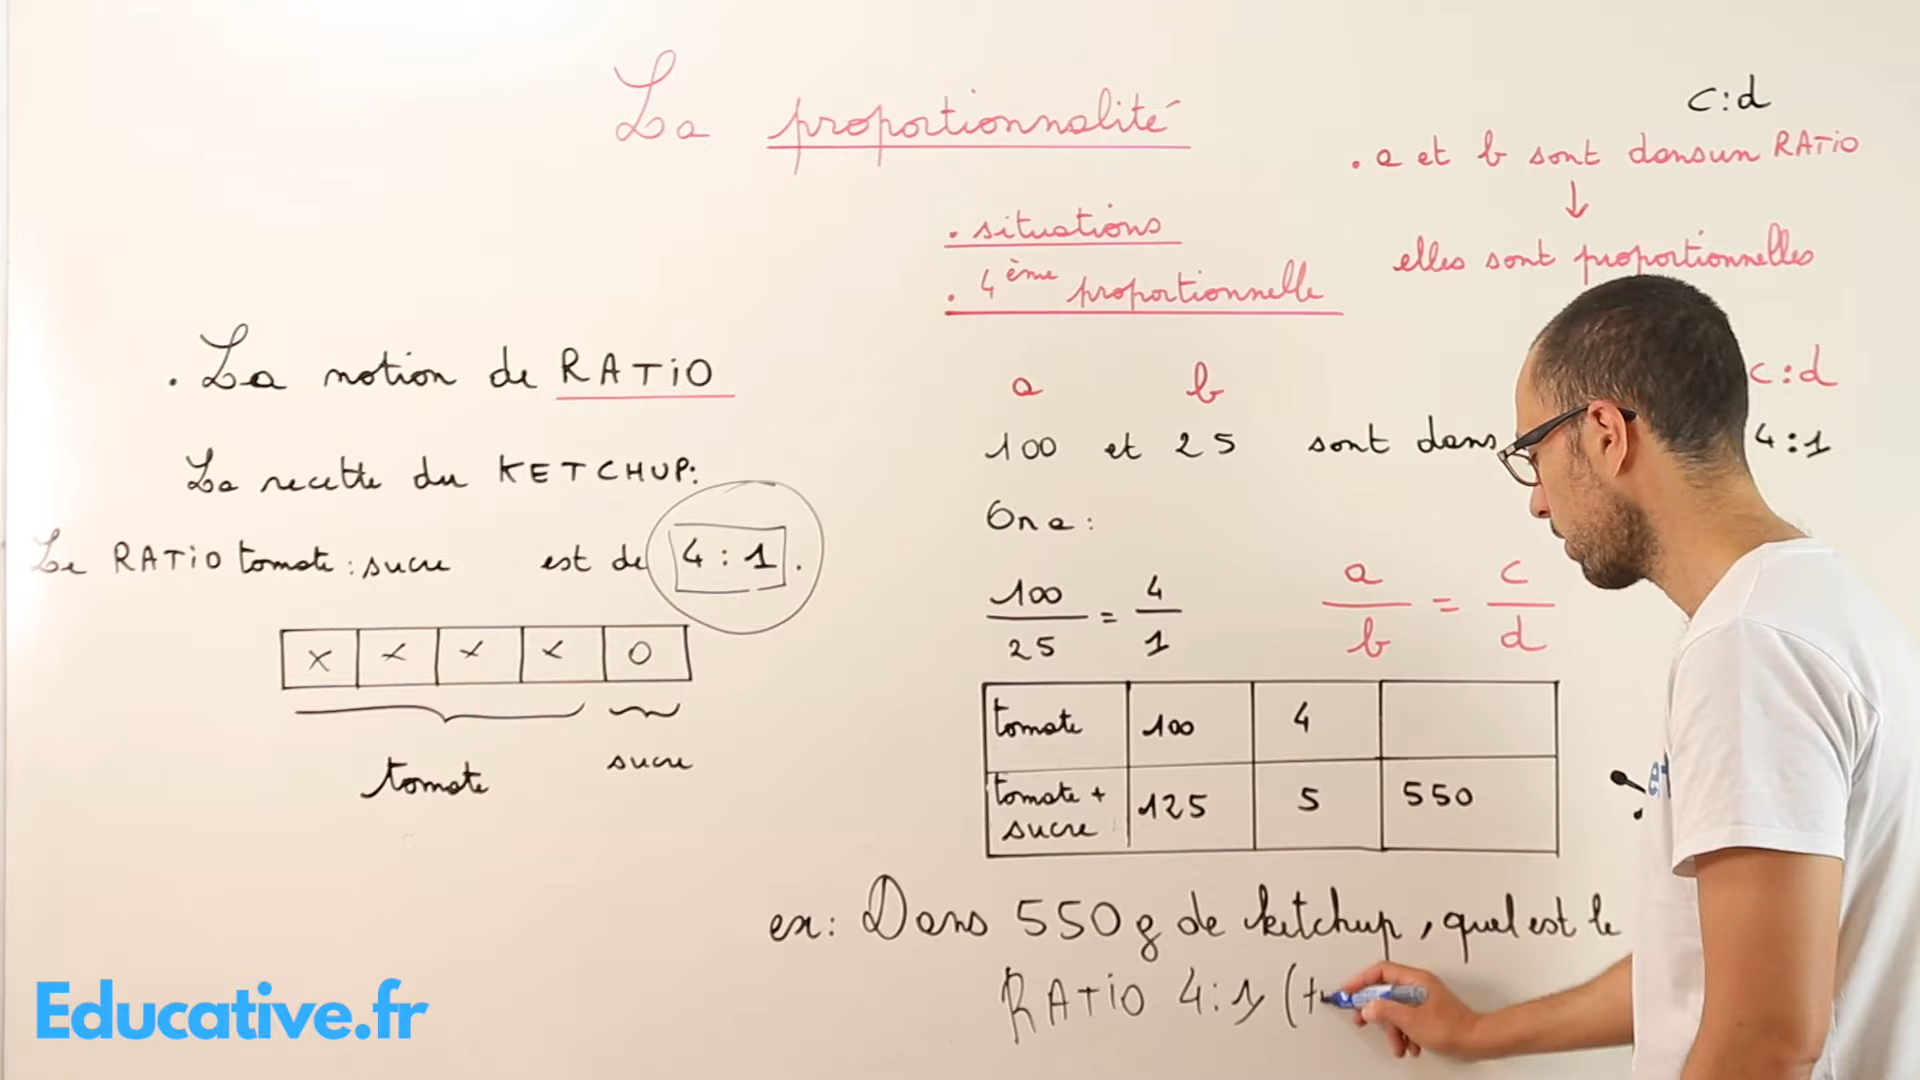 La proportionnalité
. situations
. 4ème proportionnelle
c:d
. a et b sont dans un RATiO
↓
elles sont proportionnelles
. La notion de RATiO
La recette du KETCHUP:
Le RATiO tomate : sucre est de 4 : 1 .
x x x x O
tomate sucre
a b c:d
100 et 25 sont dans 4:1
On a:
100/25 = 4/1
a/b = c/d
tomate 100 4
tomate + sucre 125 5 550
ex: Dans 550 g de ketchup, quel est le
RATiO 4:1 (t
Educative.fr